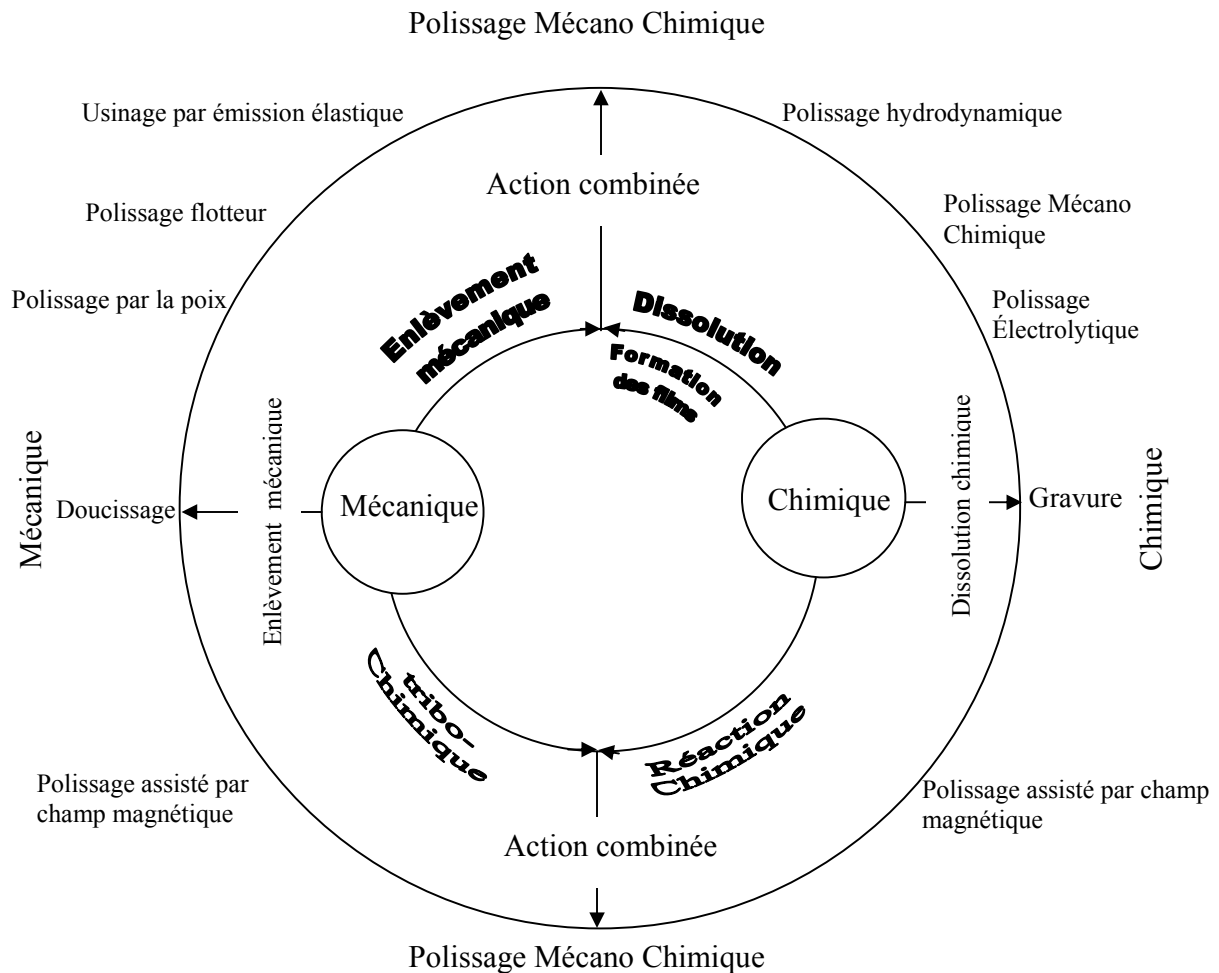 Polissage Mécano Chimique
Usinage par émission élastique
Polissage hydrodynamique
Action combinée
Polissage flotteur
Polissage Mécano
Chimique
Enlèvement
mécanique
Dissolution
Formation
des films
Polissage par la poix
Polissage
Électrolytique
Mécanique
Doucissage
Enlèvement mécanique
Mécanique
Chimique
Dissolution chimique
Gravure
Chimique
tribo-
Chimique
Réaction
Chimique
Polissage assisté par
champ magnétique
Polissage assisté par champ
magnétique
Action combinée
Polissage Mécano Chimique